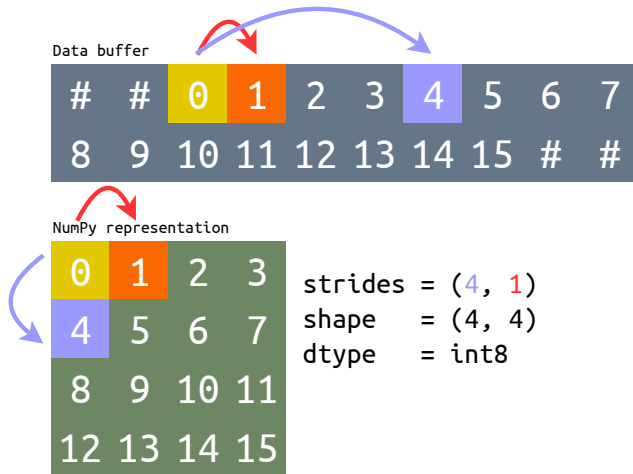 Data buffer
# # 0 1 2 3 4 5 6 7
8 9 10 11 12 13 14 15 # #
NumPy representation
0 1 2 3
4 5 6 7
8 9 10 11
12 13 14 15
strides = (4, 1)
shape = (4, 4)
dtype = int8